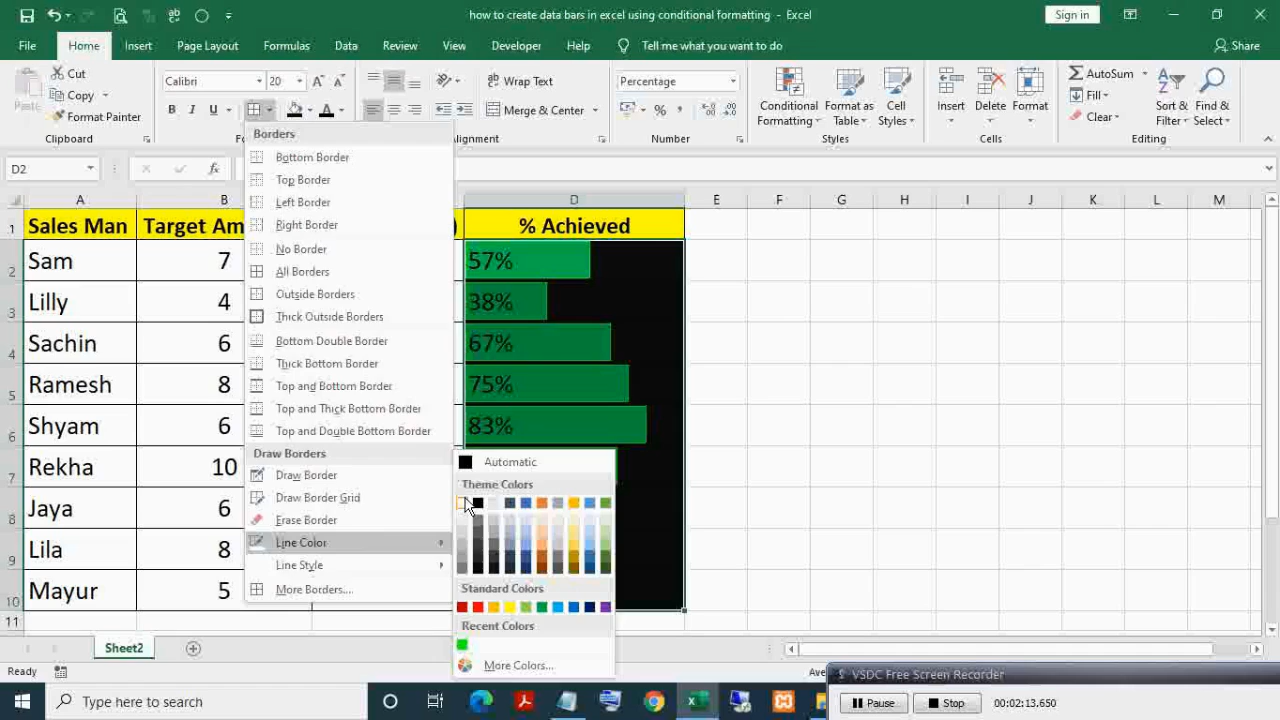 how to create data bars in excel using conditional formatting - Excel
Sign in
File Home Insert Page Layout Formulas Data Review View Developer Help Tell me what you want to do Share
Paste
Cut
Copy
Format Painter
Clipboard
Calibri 20
B I U
Wrap Text
Merge & Center
Alignment
Percentage
Number
Conditional Formatting
Format as Table
Cell Styles
Styles
Insert Delete Format
Cells
AutoSum
Fill
Clear
Sort & Filter
Find & Select
Editing
D2
fx
A B D E F G H I J K L M
1 Sales Man Target Am ) % Achieved
2 Sam 7 57%
3 Lilly 4 38%
4 Sachin 6 67%
5 Ramesh 8 75%
6 Shyam 6 83%
7 Rekha 10
8 Jaya 6
9 Lila 8
10 Mayur 5
11
Borders
Bottom Border
Top Border
Left Border
Right Border
No Border
All Borders
Outside Borders
Thick Outside Borders
Bottom Double Border
Thick Bottom Border
Top and Bottom Border
Top and Thick Bottom Border
Top and Double Bottom Border
Draw Borders
Draw Border
Draw Border Grid
Erase Border
Line Color
Line Style
More Borders...
Automatic
Theme Colors
Standard Colors
Recent Colors
More Colors...
Sheet2
Ready
VSDC Free Screen Recorder
Pause Stop 00:02:13.650
Type here to search